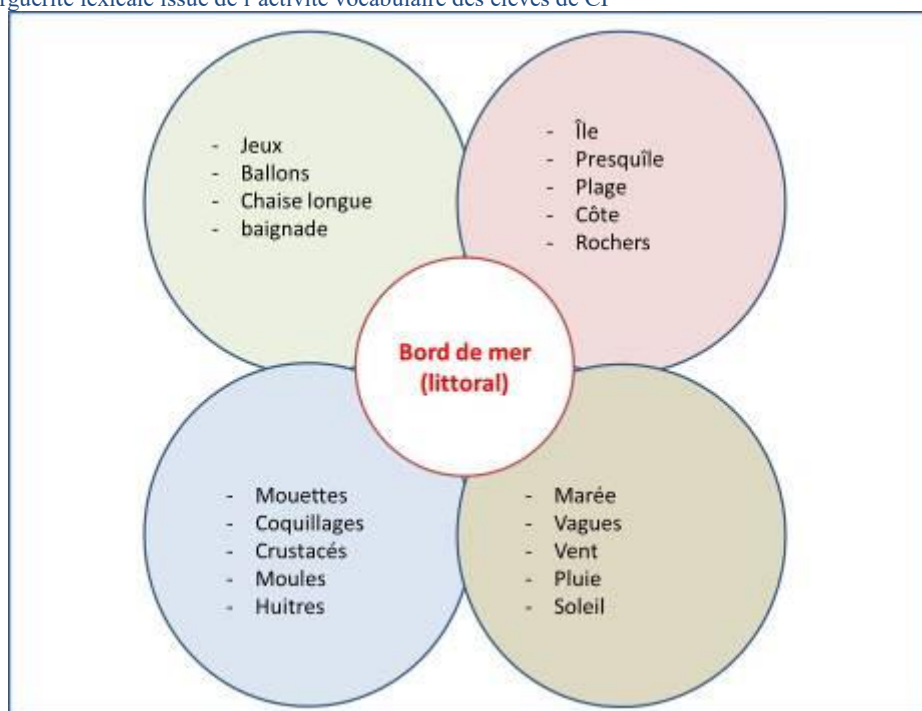 lexicale issue de l'activité vocabulaire des élèves de CP
- Jeux
- Ballons
- Chaise longue
- baignade
- Île
- Presquîle
- Plage
- Côte
- Rochers
Bord de mer
(littoral)
- Mouettes
- Coquillages
- Crustacés
- Moules
- Huitres
- Marée
- Vagues
- Vent
- Pluie
- Soleil